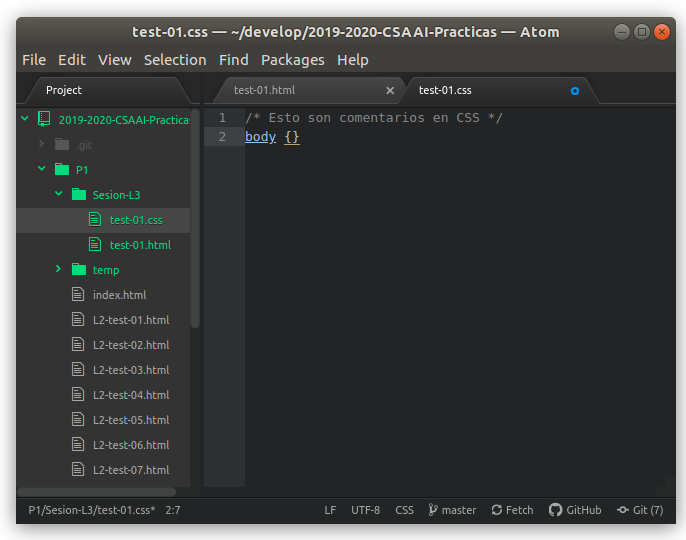 test-01.css — ~/develop/2019-2020-CSAAI-Practicas — Atom
File Edit View Selection Find Packages Help
Project
test-01.html
test-01.css
2019-2020-CSAAI-Practicas
.git
P1
Sesion-L3
test-01.css
test-01.html
temp
index.html
L2-test-01.html
L2-test-02.html
L2-test-03.html
L2-test-04.html
L2-test-05.html
L2-test-06.html
L2-test-07.html
1 /* Esto son comentarios en CSS */
2 body {}
P1/Sesion-L3/test-01.css* 2:7 LF UTF-8 CSS master Fetch GitHub Git (7)